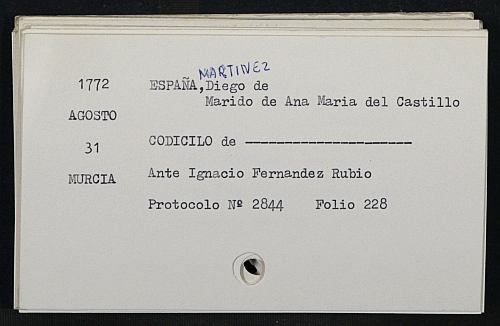 MARTINEZ
1772 ESPAÑA, Diego de
Marido de Ana Maria del Castillo
AGOSTO
31 CODICILO de ---------------------
MURCIA Ante Ignacio Fernandez Rubio
Protocolo Nº 2844 Folio 228